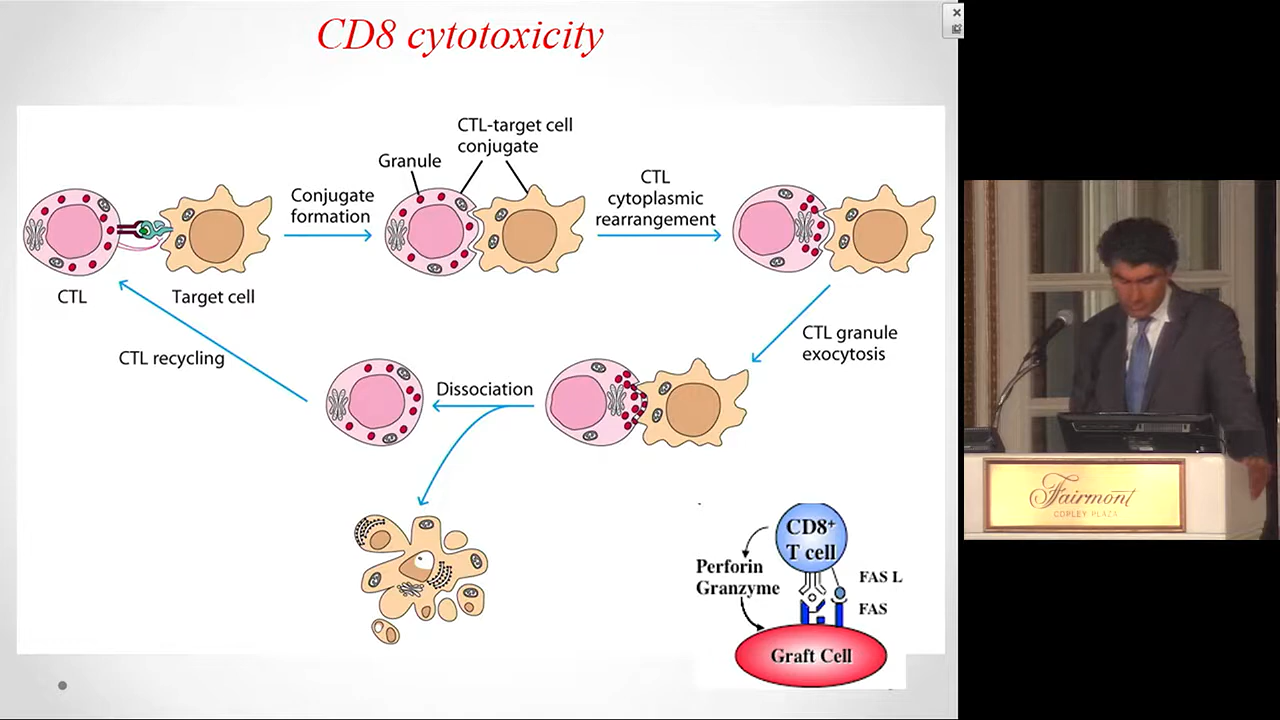 CD8 cytotoxicity
CTL-target cell
conjugate
Granule
Conjugate
formation
CTL
cytoplasmic
rearrangement
CTL
Target cell
CTL granule
exocytosis
CTL recycling
Dissociation
CD8+
T cell
Perforin
Granzyme
FAS L
FAS
Graft Cell
Fairmont
COPLEY PLAZA